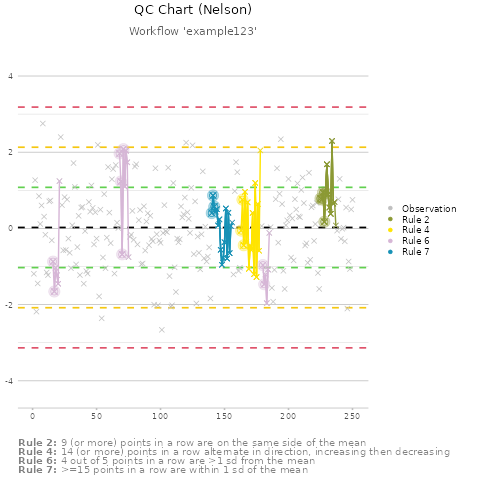 QC Chart (Nelson)
Workflow 'example123'
4
2
0
-2
-4
0
50
100
150
200
250
Observation
Rule 2
Rule 4
Rule 6
Rule 7
Rule 2: 9 (or more) points in a row are on the same side of the mean
Rule 4: 14 (or more) points in a row alternate in direction, increasing then decreasing
Rule 6: 4 out of 5 points in a row are >1 sd from the mean
Rule 7: >=15 points in a row are within 1 sd of the mean